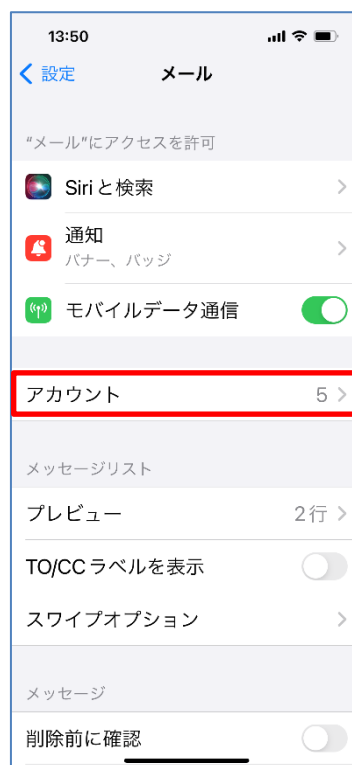 13:50
設定
メール
“メール”にアクセスを許可
Siriと検索
通知
バナー、バッジ
モバイルデータ通信
アカウント 5
メッセージリスト
プレビュー 2行
TO/CCラベルを表示
スワイプオプション
メッセージ
削除前に確認